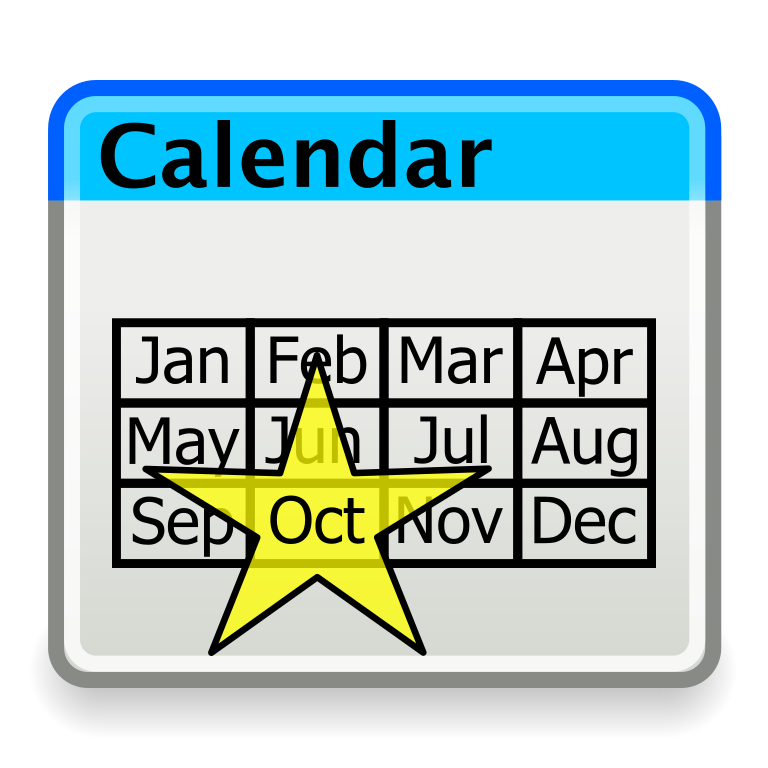 Calendar
Jan Feb Mar Apr
May Jun Jul Aug
Sep Oct Nov Dec